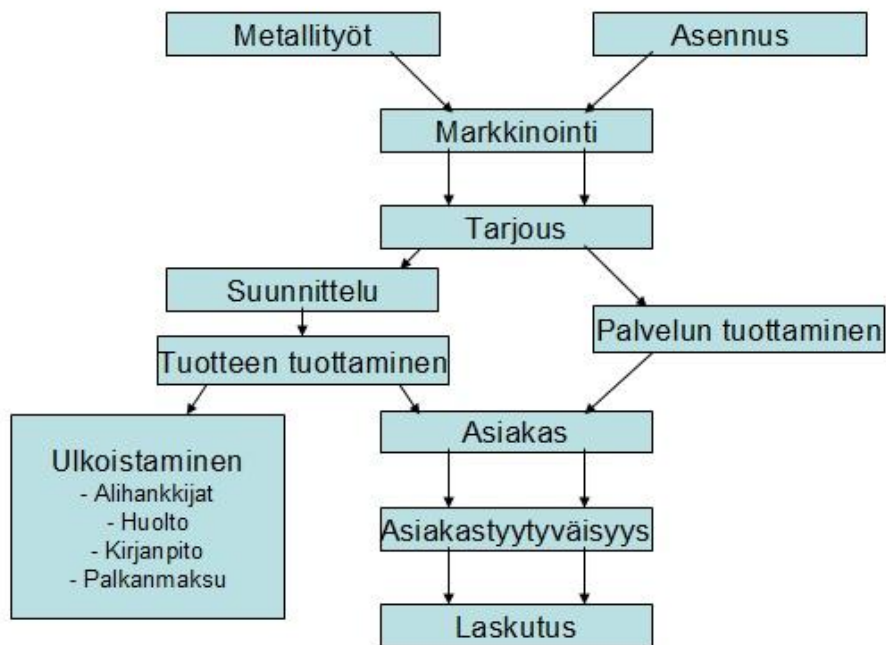 Metallityöt
Asennus
Markkinointi
Tarjous
Suunnittelu
Palvelun tuottaminen
Tuotteen tuottaminen
Asiakas
Ulkoistaminen
- Alihankkijat
- Huolto
- Kirjanpito
- Palkanmaksu
Asiakastyytyväisyys
Laskutus